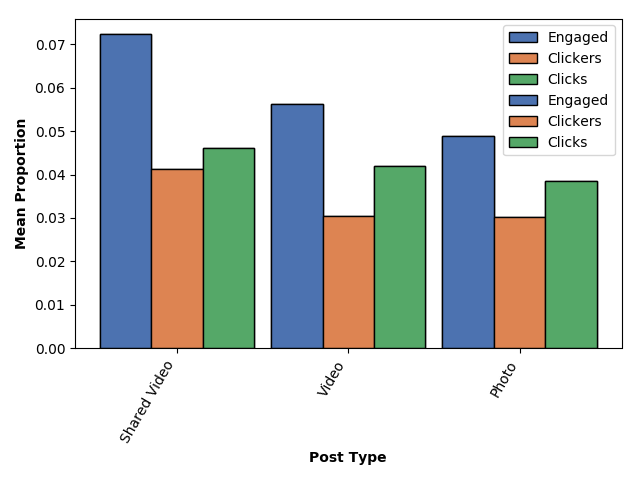 Engaged
Clickers
Clicks
Engaged
Clickers
Clicks
0.07
0.06
0.05
0.04
0.03
0.02
0.01
0.00
Mean Proportion
Shared Video
Video
Photo
Post Type